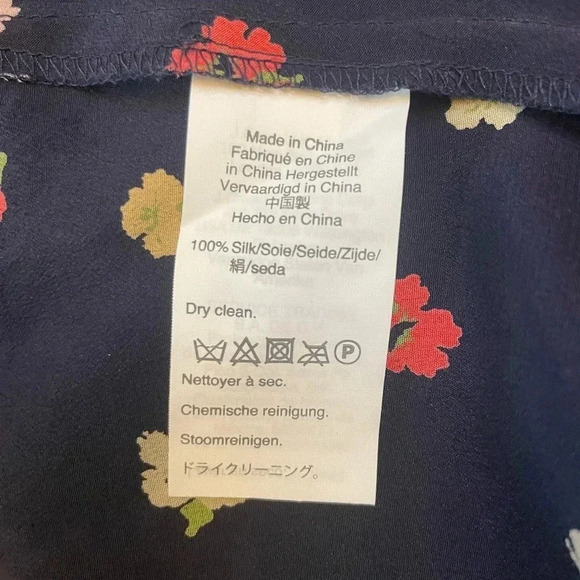 Made in China
Fabriqué en Chine
in China Hergestellt
Vervaardigd in China
中国製
Hecho en China
100% Silk/Soie/Seide/Zijde/
絹/seda
Dry clean.
P
Nettoyer à sec.
Chemische reinigung.
Stoomreinigen.
ドライクリーニング。